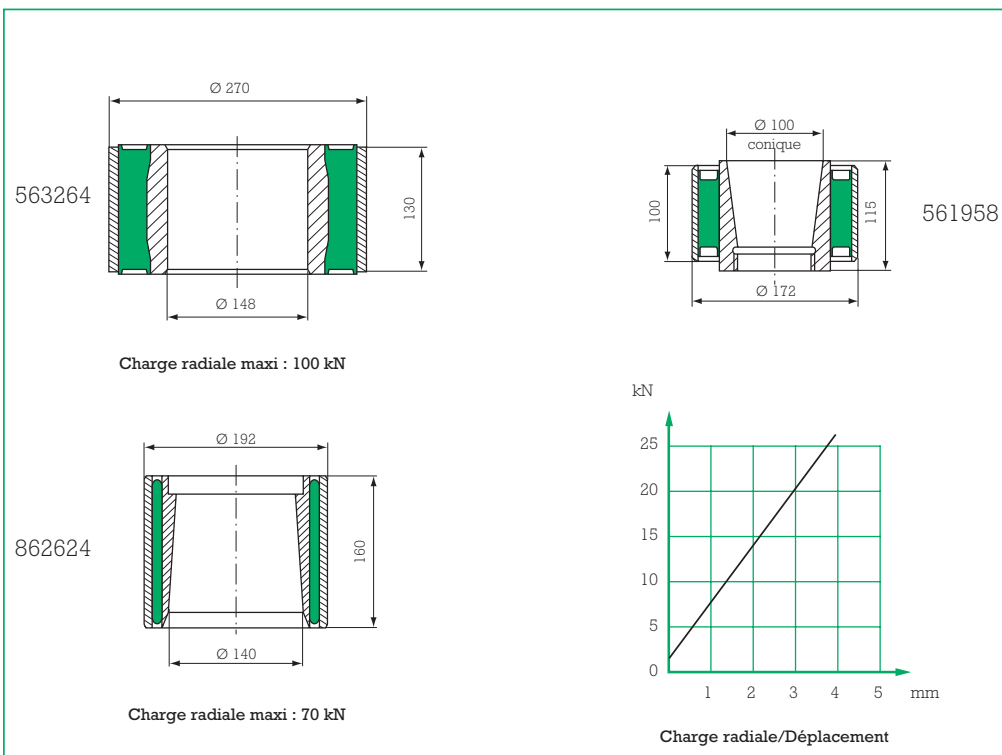 Ø 270
563264
130
Ø 148
Charge radiale maxi : 100 kN
Ø 100
conique
100
115
561958
Ø 172
Ø 192
862624
160
Ø 140
Charge radiale maxi : 70 kN
kN
25
20
15
10
5
0
1 2 3 4 5 mm
Charge radiale/Déplacement